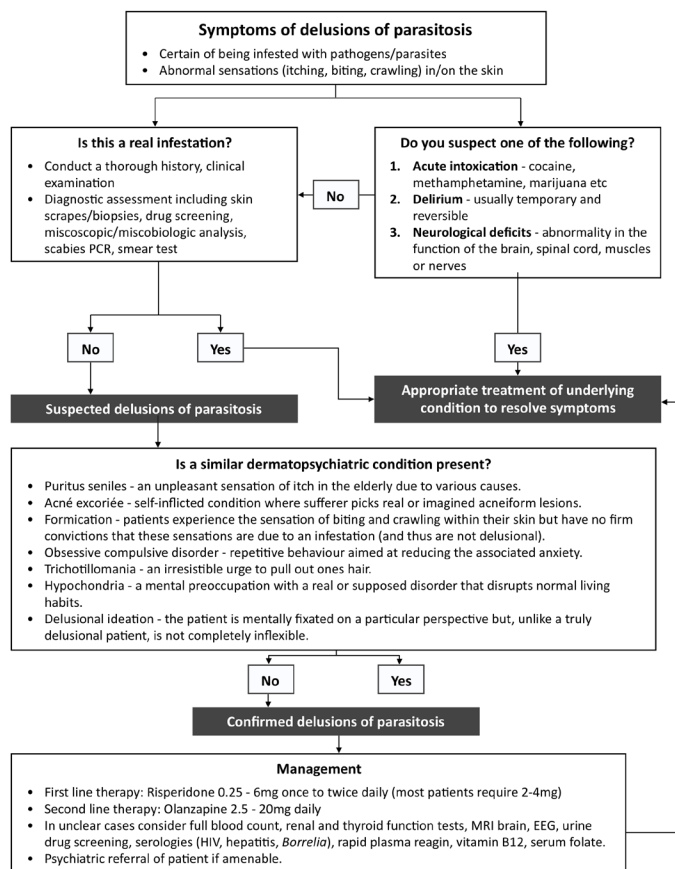 Symptoms of delusions of parasitosis
• Certain of being infested with pathogens/parasites
• Abnormal sensations (itching, biting, crawling) in/on the skin
Is this a real infestation?
• Conduct a thorough history, clinical
examination
• Diagnostic assessment including skin
scrapes/biopsies, drug screening,
miscoscopic/miscobiologic analysis,
scabies PCR, smear test
No
Do you suspect one of the following?
1. Acute intoxication - cocaine,
methamphetamine, marijuana etc
2. Delirium - usually temporary and
reversible
3. Neurological deficits - abnormality in the
function of the brain, spinal cord, muscles
or nerves
No
Yes
Yes
Suspected delusions of parasitosis
Appropriate treatment of underlying
condition to resolve symptoms
Is a similar dermatopsychiatric condition present?
• Puritus seniles - an unpleasant sensation of itch in the elderly due to various causes.
• Acné excoriée - self-inflicted condition where sufferer picks real or imagined acneiform lesions.
• Formication - patients experience the sensation of biting and crawling within their skin but have no firm
convictions that these sensations are due to an infestation (and thus are not delusional).
• Obsessive compulsive disorder - repetitive behaviour aimed at reducing the associated anxiety.
• Trichotillomania - an irresistible urge to pull out ones hair.
• Hypochondria - a mental preoccupation with a real or supposed disorder that disrupts normal living
habits.
• Delusional ideation - the patient is mentally fixated on a particular perspective but, unlike a truly
delusional patient, is not completely inflexible.
No
Yes
Confirmed delusions of parasitosis
Management
• First line therapy: Risperidone 0.25 - 6mg once to twice daily (most patients require 2-4mg)
• Second line therapy: Olanzapine 2.5 - 20mg daily
• In unclear cases consider full blood count, renal and thyroid function tests, MRI brain, EEG, urine
drug screening, serologies (HIV, hepatitis, Borrelia), rapid plasma reagin, vitamin B12, serum folate.
• Psychiatric referral of patient if amenable.